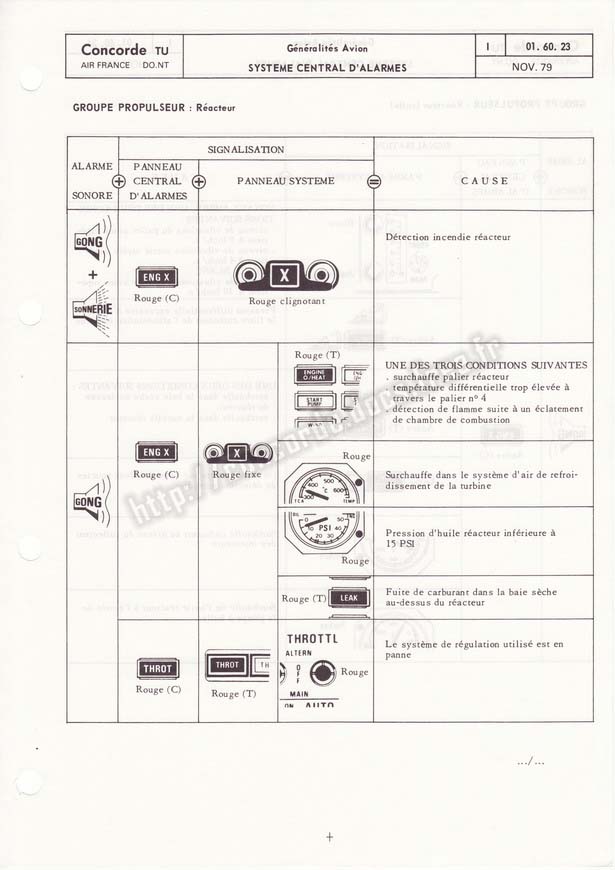 Concorde TU
AIR FRANCE DO.NT
Généralités Avion
SYSTEME CENTRAL D'ALARMES
I
01. 60. 23
NOV. 79
GROUPE PROPULSEUR : Réacteur
ALARME
SONORE
SIGNALISATION
PANNEAU
CENTRAL
D'ALARMES
PANNEAU SYSTEME
CAUSE
GONG
+
SONNERIE
ENG X
Rouge (C)
X
Rouge clignotant
Détection incendie réacteur
GONG
ENG X
Rouge (C)
X
Rouge fixe
Rouge (T)
ENGINE
O/HEAT
START
PUMP
UNE DES TROIS CONDITIONS SUIVANTES
. surchauffe palier réacteur
. température différentielle trop élevée à
travers le palier n° 4
. détection de flamme suite à un éclatement
de chambre de combustion
Rouge
300 400 500 600
°C
TCA TEMP
Surchauffe dans le système d'air de refroi-
dissement de la turbine
OIL 0 50
PSI
10 20 30 40
Rouge
Pression d'huile réacteur inférieure à
15 PSI
Rouge (T) LEAK
Fuite de carburant dans la baie sèche
au-dessus du réacteur
THROT
Rouge (C)
THROT TH
Rouge (T)
THROTTL
ALTERN
OFF
Rouge
MAIN
ON AUTO
Le système de régulation utilisé est en
panne
.../...